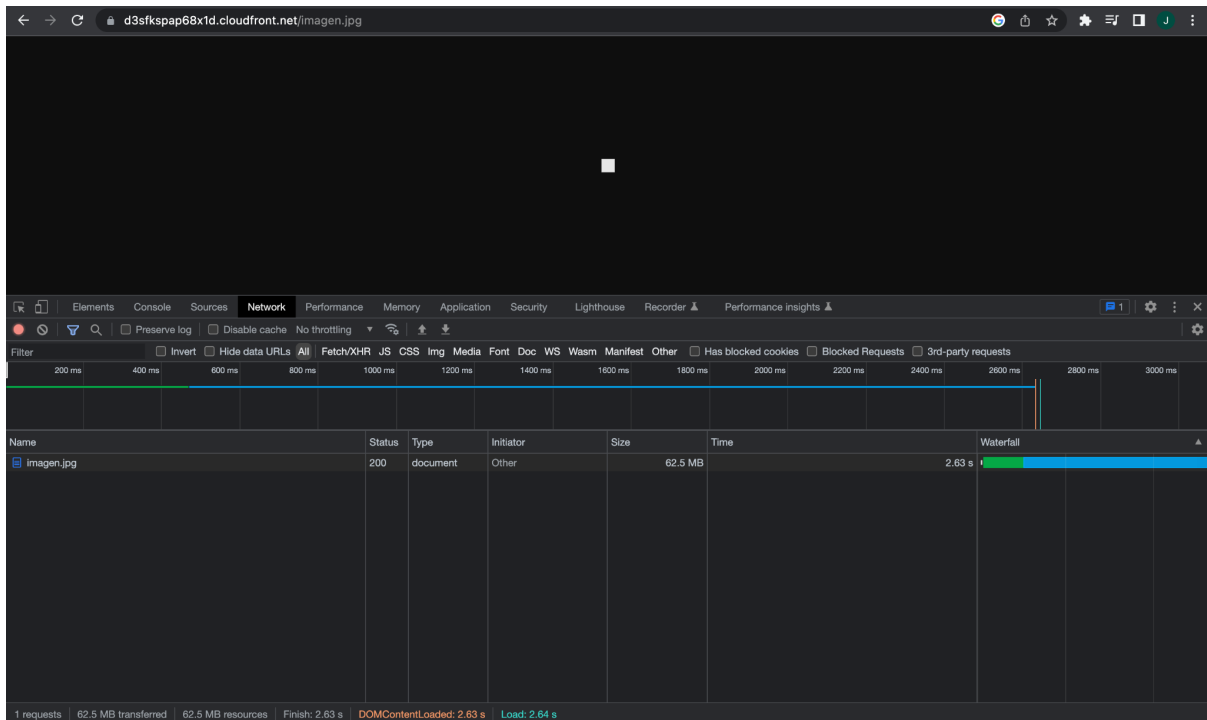 d3sfkspap68x1d.cloudfront.net/imagen.jpg
J
Elements Console Sources Network Performance Memory Application Security Lighthouse Recorder Performance insights 1
Preserve log Disable cache No throttling
Filter Invert Hide data URLs All Fetch/XHR JS CSS Img Media Font Doc WS Wasm Manifest Other Has blocked cookies Blocked Requests 3rd-party requests
200 ms 400 ms 600 ms 800 ms 1000 ms 1200 ms 1400 ms 1600 ms 1800 ms 2000 ms 2200 ms 2400 ms 2600 ms 2800 ms 3000 ms
Name Status Type Initiator Size Time Waterfall
imagen.jpg 200 document Other 62.5 MB 2.63 s
1 requests 62.5 MB transferred 62.5 MB resources Finish: 2.63 s DOMContentLoaded: 2.63 s Load: 2.64 s